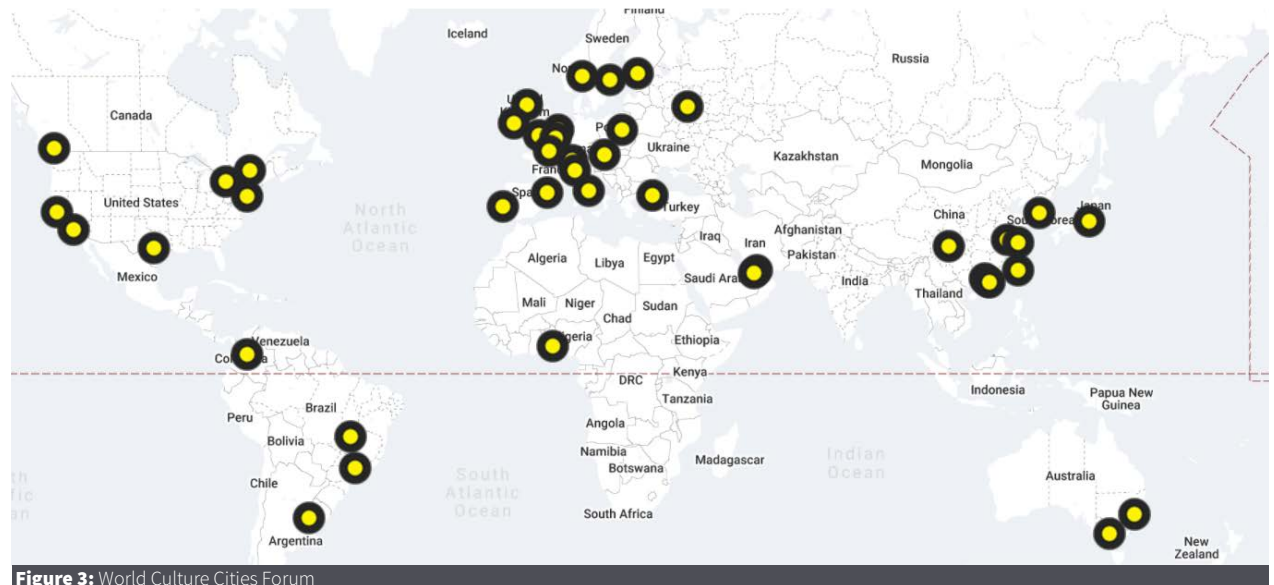 Finland
Iceland
Sweden
Russia
Canada
Ukraine
Kazakhstan
Mongolia
United States
North
Atlantic
Ocean
Turkey
China
Japan
Iraq
Iran
Afghanistan
Pakistan
Mexico
Algeria
Libya
Egypt
India
Thailand
Mali
Niger
Sudan
Chad
Venezuela
Ethiopia
DRC
Kenya
Tanzania
Indonesia
Papua New
Guinea
Peru
Brazil
Angola
Bolivia
Namibia
Botswana
Madagascar
Indian
Ocean
Chile
South
Atlantic
Ocean
Australia
South Africa
Argentina
New
Zealand
Figure 3: World Culture Cities Forum